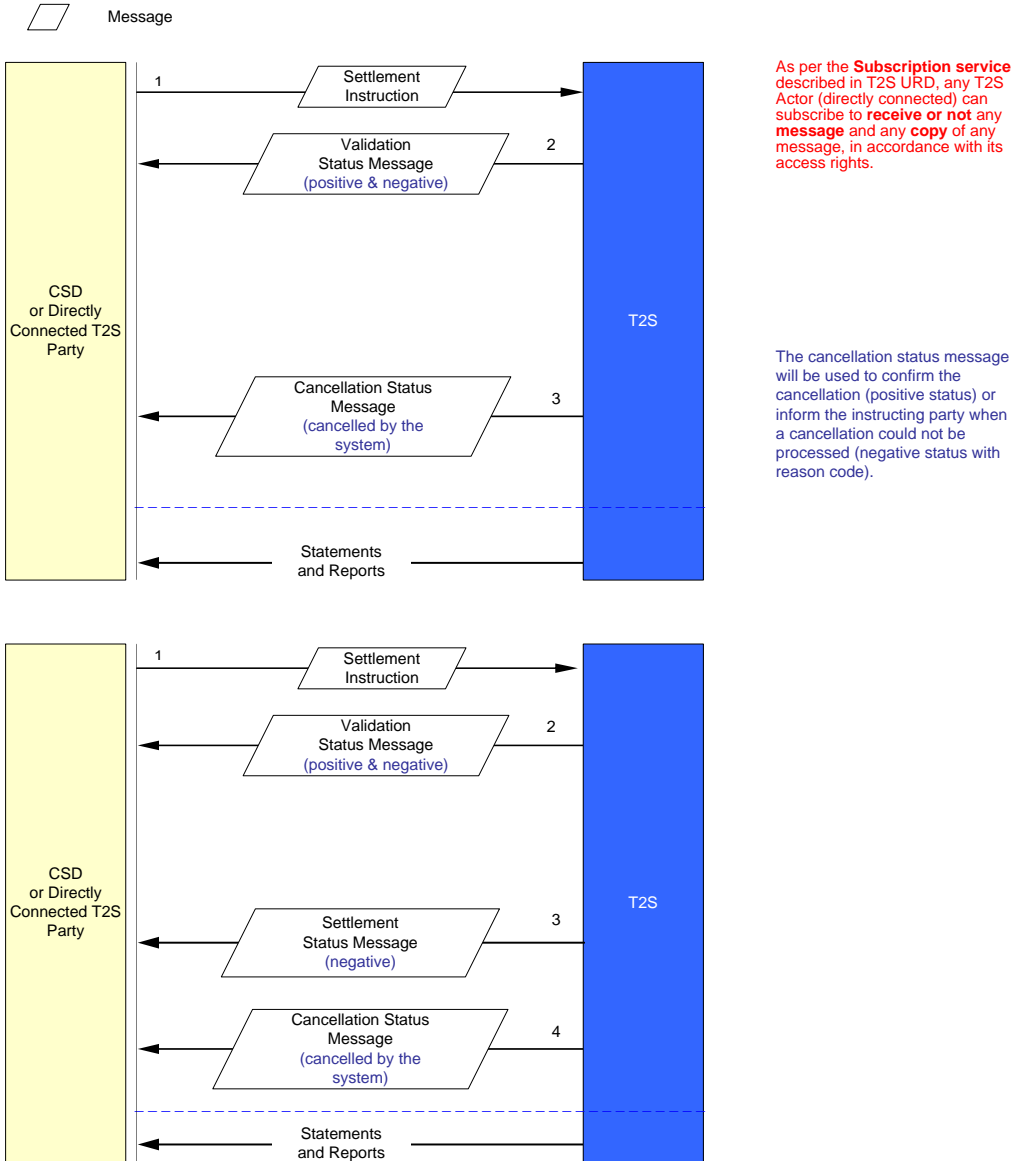 Message
1
Settlement
Instruction
Validation
Status Message
(positive & negative)
2
As per the Subscription service
described in T2S URD, any T2S
Actor (directly connected) can
subscribe to receive or not any
message and any copy of any
message, in accordance with its
access rights.
CSD
or Directly
Connected T2S
Party
T2S
Cancellation Status
Message
(cancelled by the
system)
3
The cancellation status message
will be used to confirm the
cancellation (positive status) or
inform the instructing party when
a cancellation could not be
processed (negative status with
reason code).
Statements
and Reports
1
Settlement
Instruction
Validation
Status Message
(positive & negative)
2
CSD
or Directly
Connected T2S
Party
T2S
Settlement
Status Message
(negative)
3
Cancellation Status
Message
(cancelled by the
system)
4
Statements
and Reports